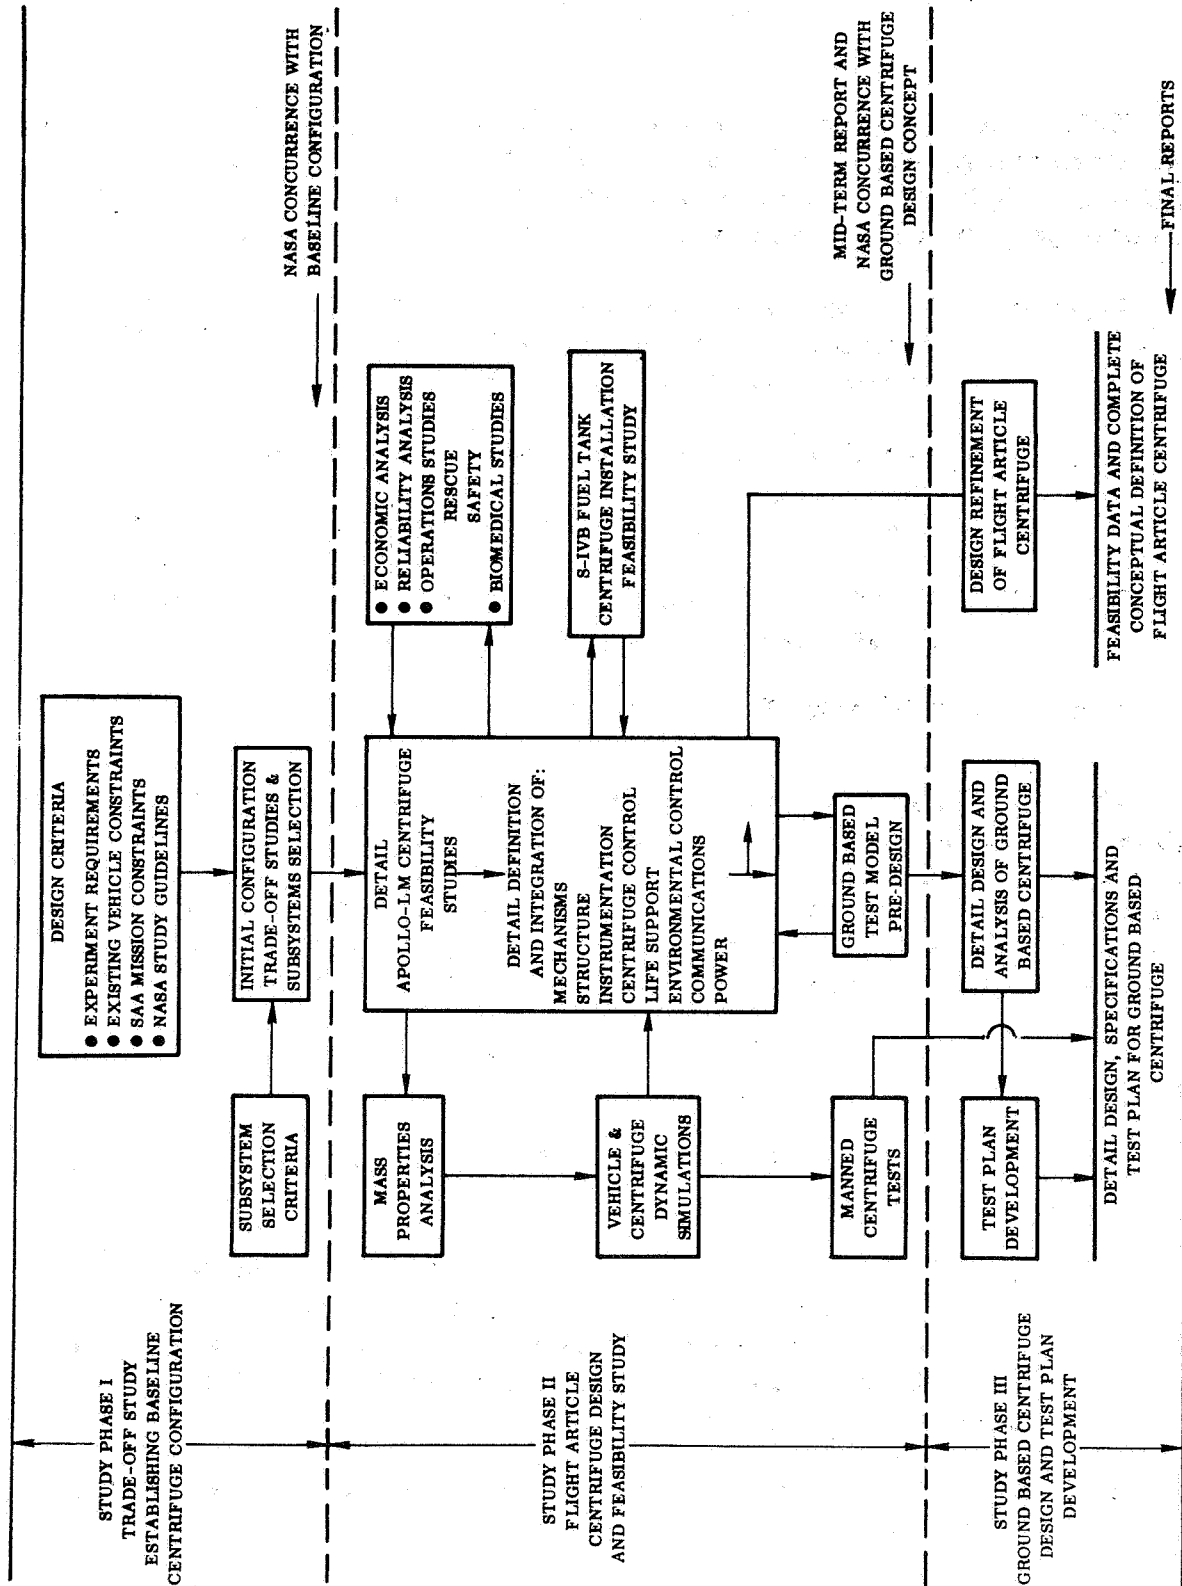 STUDY PHASE I
TRADE-OFF STUDY
ESTABLISHING BASELINE
CENTRIFUGE CONFIGURATION
DESIGN CRITERIA
● EXPERIMENT REQUIREMENTS
● EXISTING VEHICLE CONSTRAINTS
● SAA MISSION CONSTRAINTS
● NASA STUDY GUIDELINES
SUBSYSTEM
SELECTION
CRITERIA
INITIAL CONFIGURATION
TRADE-OFF STUDIES &
SUBSYSTEMS SELECTION
NASA CONCURRENCE WITH
BASELINE CONFIGURATION
STUDY PHASE II
FLIGHT ARTICLE
CENTRIFUGE DESIGN
AND FEASIBILITY STUDY
MASS
PROPERTIES
ANALYSIS
VEHICLE &
CENTRIFUGE
DYNAMIC
SIMULATIONS
MANNED
CENTRIFUGE
TESTS
DETAIL
APOLLO-LM CENTRIFUGE
FEASIBILITY
STUDIES
DETAIL DEFINITION
AND INTEGRATION OF:
MECHANISMS
STRUCTURE
INSTRUMENTATION
CENTRIFUGE CONTROL
LIFE SUPPORT
ENVIRONMENTAL CONTROL
COMMUNICATIONS
POWER
GROUND BASED
TEST MODEL
PRE-DESIGN
● ECONOMIC ANALYSIS
● RELIABILITY ANALYSIS
● OPERATIONS STUDIES
RESCUE
SAFETY
● BIOMEDICAL STUDIES
S-IVB FUEL TANK
CENTRIFUGE INSTALLATION
FEASIBILITY STUDY
MID-TERM REPORT AND
NASA CONCURRENCE WITH
GROUND BASED CENTRIFUGE
DESIGN CONCEPT
STUDY PHASE III
GROUND BASED CENTRIFUGE
DESIGN AND TEST PLAN
DEVELOPMENT
TEST PLAN
DEVELOPMENT
DETAIL DESIGN AND
ANALYSIS OF GROUND
BASED CENTRIFUGE
DESIGN REFINEMENT
OF FLIGHT ARTICLE
CENTRIFUGE
DETAIL DESIGN, SPECIFICATIONS AND
TEST PLAN FOR GROUND BASED
CENTRIFUGE
FEASIBILITY DATA AND COMPLETE
CONCEPTUAL DEFINITION OF
FLIGHT ARTICLE CENTRIFUGE
FINAL REPORTS